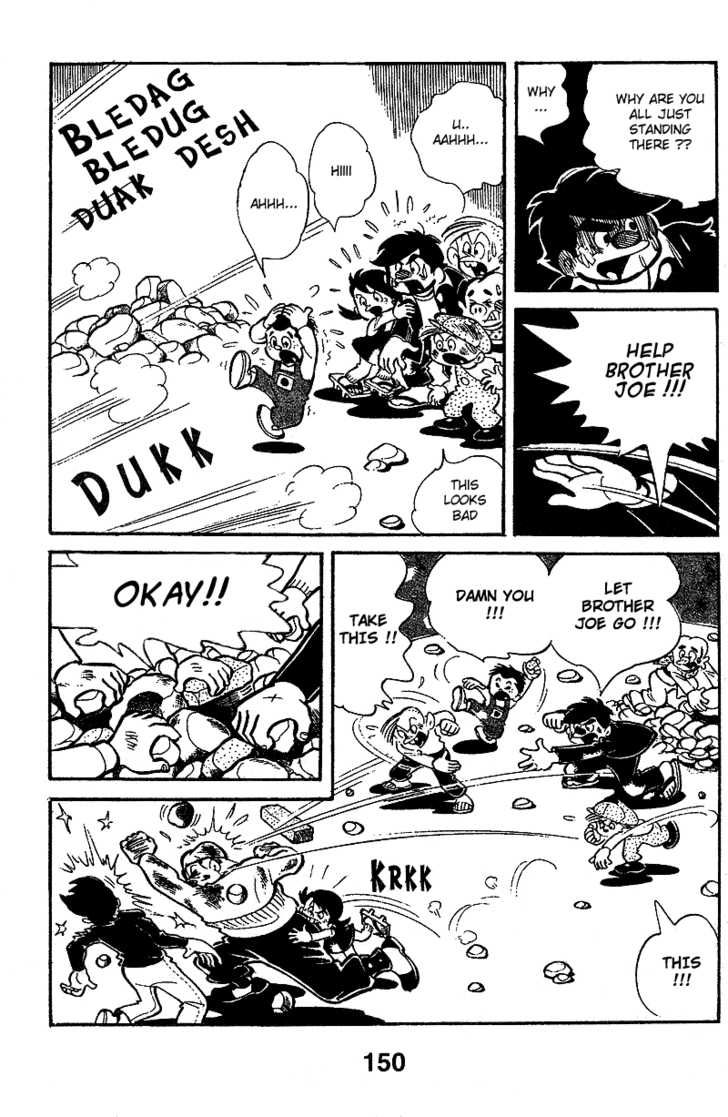 BLEDAG
BLEDUG
DUAK DESH
AHHH...
HIIII
U..
AAHHH...
DUKK
THIS
LOOKS
BAD
WHY
...
WHY ARE YOU
ALL JUST
STANDING
THERE ??
HELP
BROTHER
JOE !!!
OKAY!!
TAKE
THIS !!
DAMN YOU
!!!
LET
BROTHER
JOE GO !!!
KRKK
THIS
!!!
150